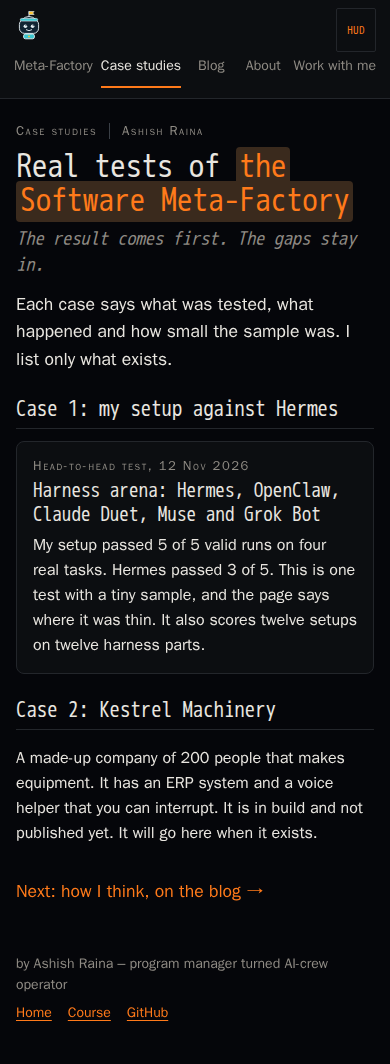 HUD
Meta-Factory Case studies Blog About Work with me
Case studies | Ashish Raina
Real tests of the
Software Meta-Factory
The result comes first. The gaps stay
in.
Each case says what was tested, what
happened and how small the sample was. I
list only what exists.
Case 1: my setup against Hermes
Head-to-head test, 12 Nov 2026
Harness arena: Hermes, OpenClaw,
Claude Duet, Muse and Grok Bot
My setup passed 5 of 5 valid runs on four
real tasks. Hermes passed 3 of 5. This is one
test with a tiny sample, and the page says
where it was thin. It also scores twelve setups
on twelve harness parts.
Case 2: Kestrel Machinery
A made-up company of 200 people that makes
equipment. It has an ERP system and a voice
helper that you can interrupt. It is in build and not
published yet. It will go here when it exists.
Next: how I think, on the blog →
by Ashish Raina – program manager turned AI-crew
operator
Home Course GitHub